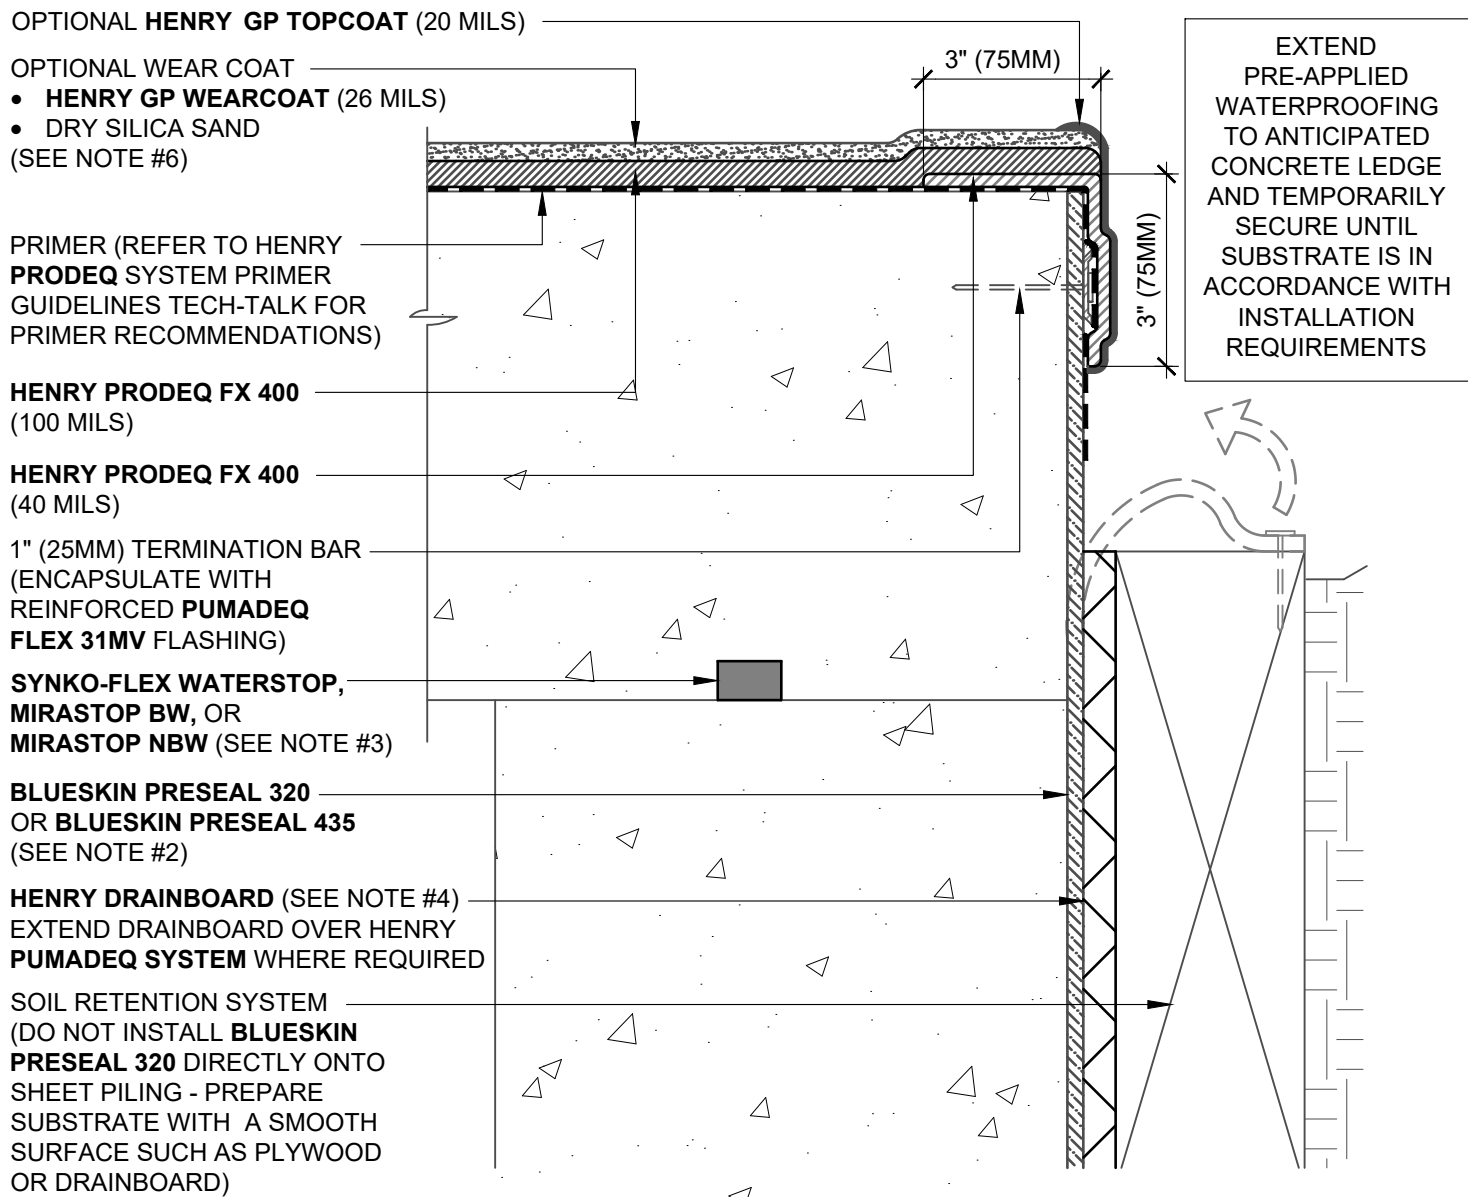 OPTIONAL HENRY GP TOPCOAT (20 MILS)
OPTIONAL WEAR COAT
• HENRY GP WEARCOAT (26 MILS)
• DRY SILICA SAND
(SEE NOTE #6)
PRIMER (REFER TO HENRY
PRODEQ SYSTEM PRIMER
GUIDELINES TECH-TALK FOR
PRIMER RECOMMENDATIONS)
HENRY PRODEQ FX 400
(100 MILS)
HENRY PRODEQ FX 400
(40 MILS)
1" (25MM) TERMINATION BAR
(ENCAPSULATE WITH
REINFORCED PUMADEQ
FLEX 31MV FLASHING)
SYNKO-FLEX WATERSTOP,
MIRASTOP BW, OR
MIRASTOP NBW (SEE NOTE #3)
BLUESKIN PRESEAL 320
OR BLUESKIN PRESEAL 435
(SEE NOTE #2)
HENRY DRAINBOARD (SEE NOTE #4)
EXTEND DRAINBOARD OVER HENRY
PUMADEQ SYSTEM WHERE REQUIRED
SOIL RETENTION SYSTEM
(DO NOT INSTALL BLUESKIN
PRESEAL 320 DIRECTLY ONTO
SHEET PILING - PREPARE
SUBSTRATE WITH A SMOOTH
SURFACE SUCH AS PLYWOOD
OR DRAINBOARD)
3" (75MM)
3" (75MM)
EXTEND
PRE-APPLIED
WATERPROOFING
TO ANTICIPATED
CONCRETE LEDGE
AND TEMPORARILY
SECURE UNTIL
SUBSTRATE IS IN
ACCORDANCE WITH
INSTALLATION
REQUIREMENTS